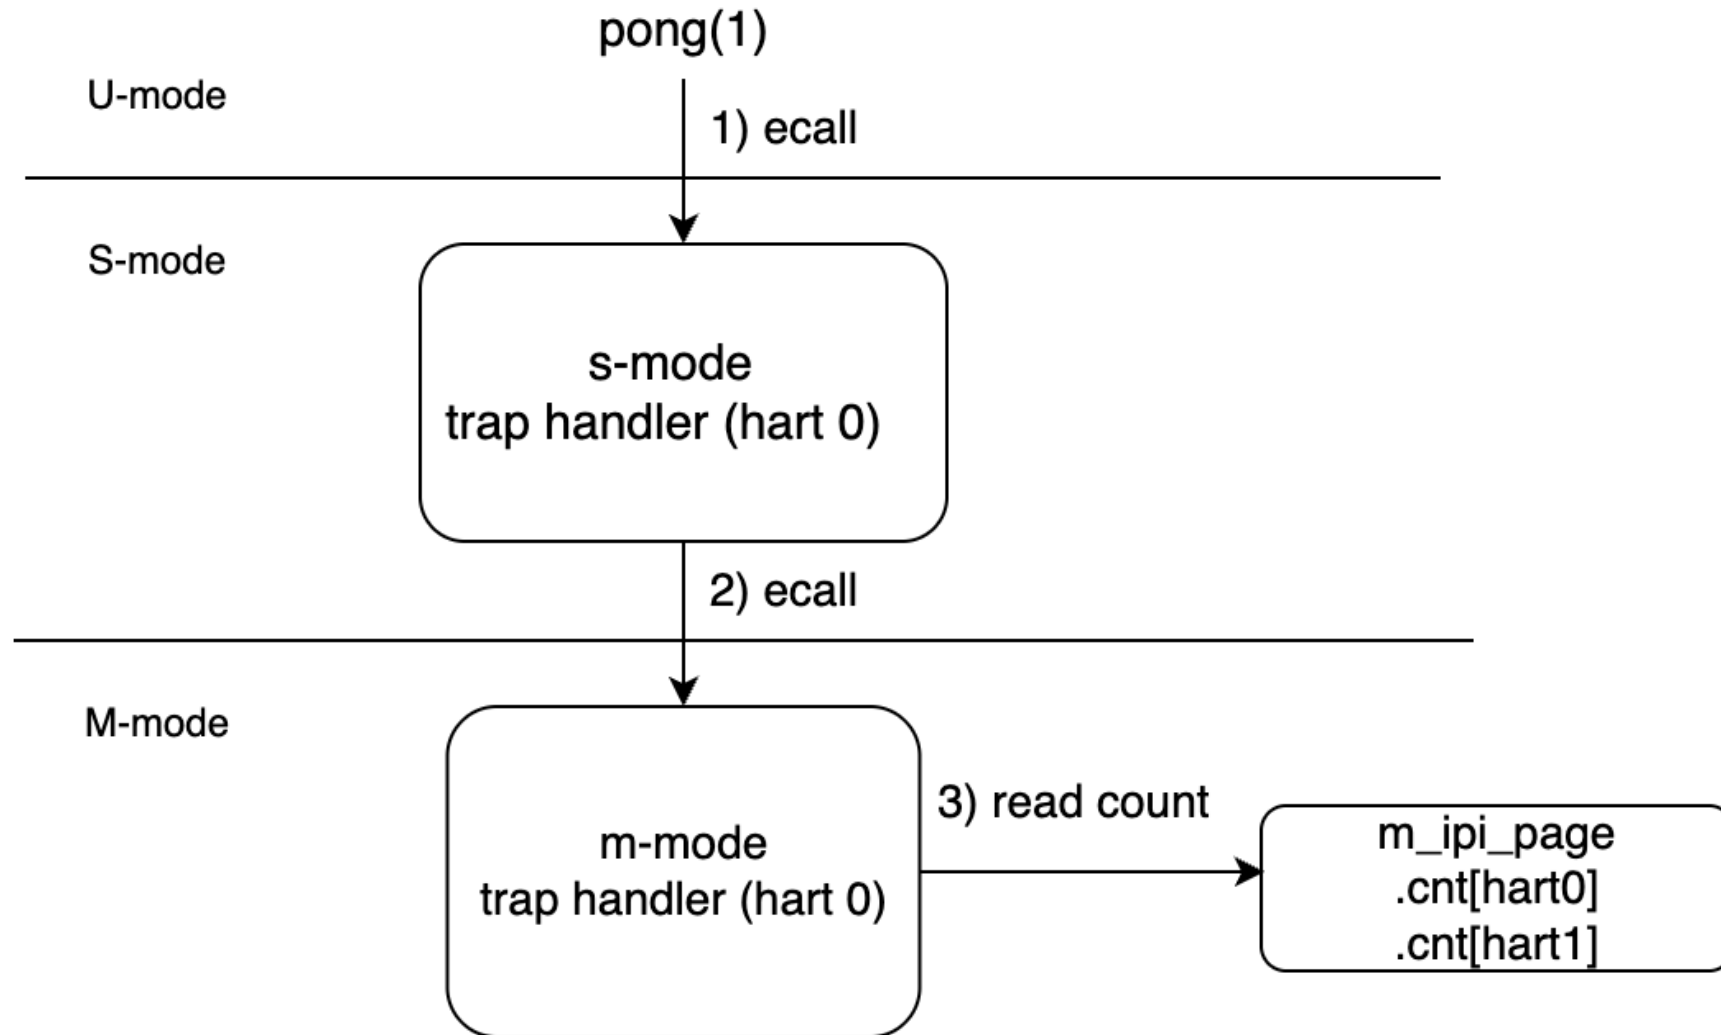 pong(1)
U-mode
1) ecall
S-mode
s-mode
trap handler (hart 0)
2) ecall
M-mode
3) read count
m-mode
trap handler (hart 0)
m_ipi_page
.cnt[hart0]
.cnt[hart1]